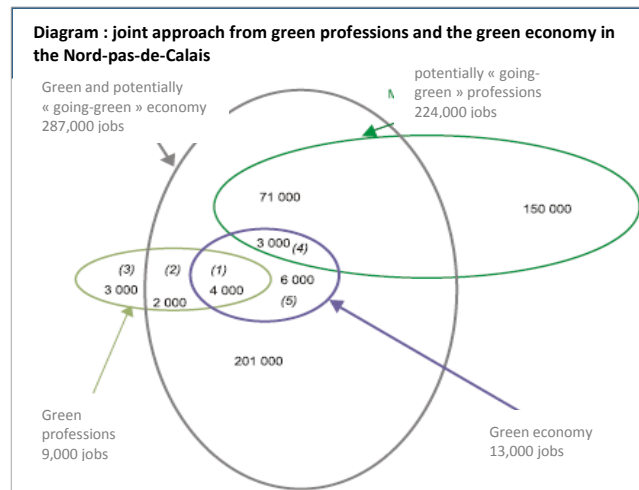 Diagram : joint approach from green professions and the green economy in
the Nord-pas-de-Calais
Green and potentially
« going-green » economy
287,000 jobs
potentially « going-
green » professions
224,000 jobs
71 000
150 000
3 000 (4)
(3) (2) (1)
6 000
3 000 4 000
(5)
2 000
201 000
Green
professions
9,000 jobs
Green economy
13,000 jobs